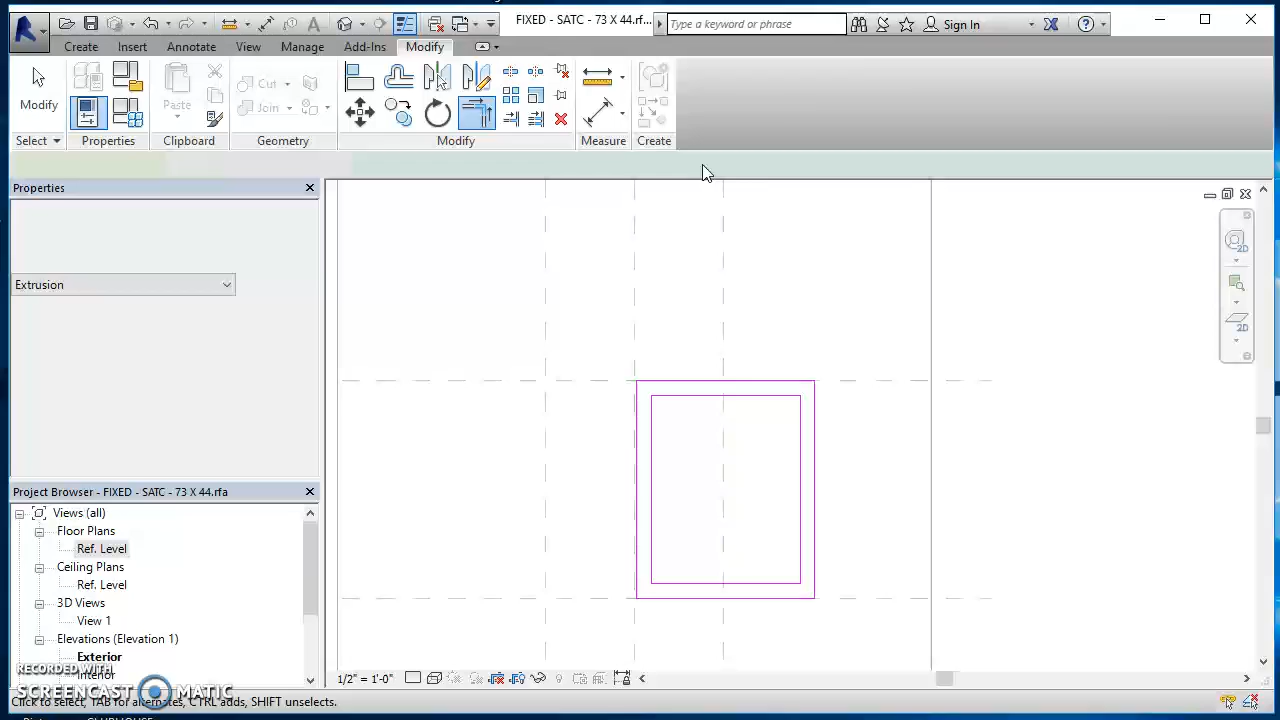 FIXED - SATC - 73 X 44.rf...
Type a keyword or phrase
Sign In
Create
Insert
Annotate
View
Manage
Add-Ins
Modify
Modify
Cut
Join
Paste
Select
Properties
Clipboard
Geometry
Modify
Measure
Create
Properties
Extrusion
2D
2D
Project Browser - FIXED - SATC - 73 X 44.rfa
Views (all)
Floor Plans
Ref. Level
Ceiling Plans
Ref. Level
3D Views
View 1
Elevations (Elevation 1)
Exterior
Interior
RECORDED WITH
SCREENCAST MATIC
1/2" = 1'-0"
Click to select, TAB for alternates, CTRL adds, SHIFT unselects.